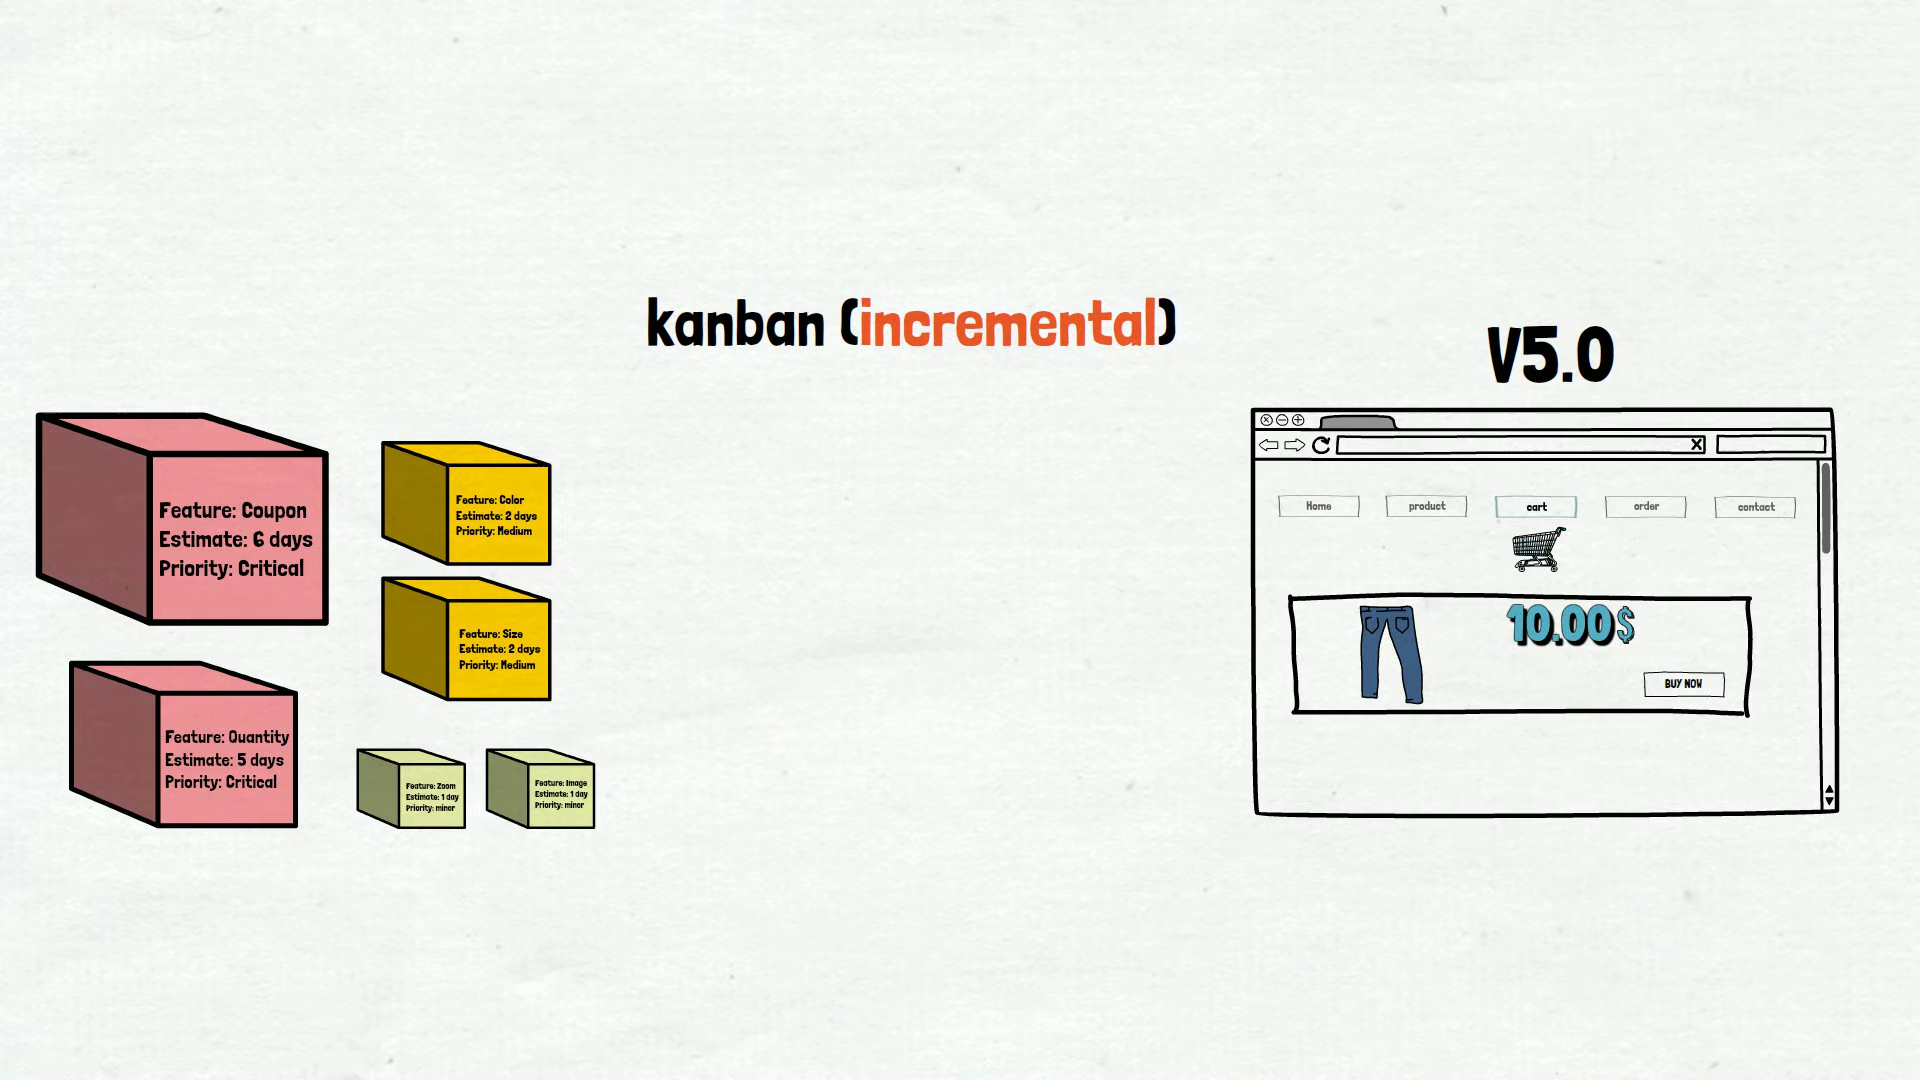 kanban (incremental)
V5.0
Feature: Coupon
Estimate: 6 days
Priority: Critical
Feature: Color
Estimate: 2 days
Priority: Medium
Feature: Size
Estimate: 2 days
Priority: Medium
Feature: Quantity
Estimate: 5 days
Priority: Critical
Feature: Zoom
Estimate: 1 day
Priority: minor
Feature: Image
Estimate: 1 day
Priority: minor
Home product cart order contact
10.00$
BUY NOW